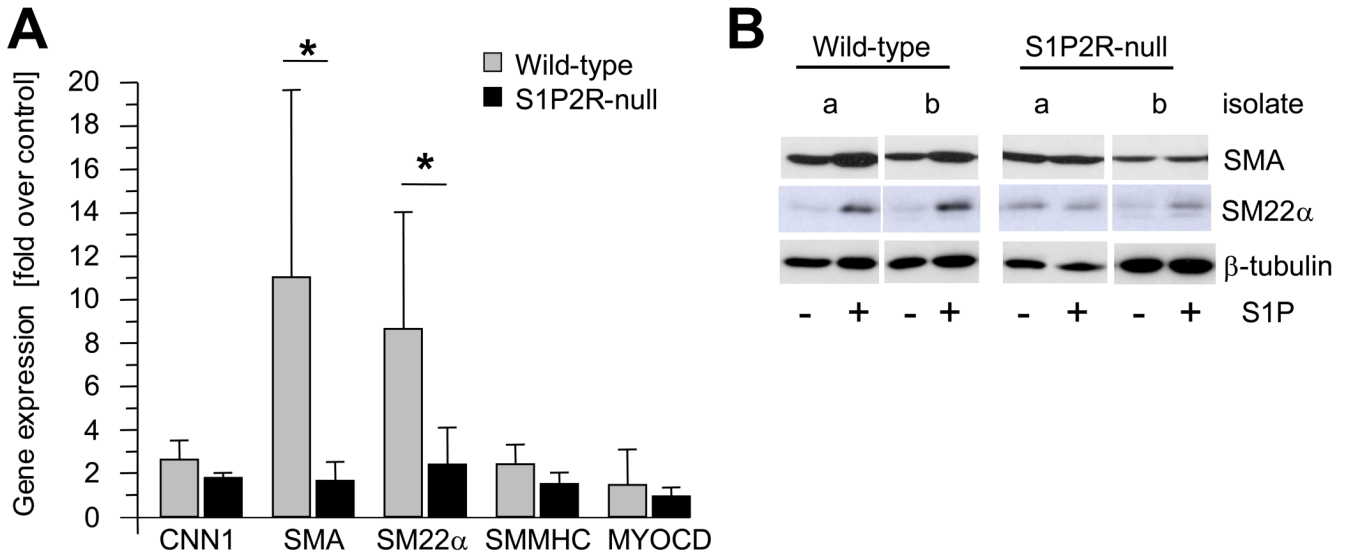 A
*
*
Wild-type
S1P2R-null
Gene expression [fold over control]
20
18
16
14
12
10
8
6
4
2
0
CNN1 SMA SM22α SMMHC MYOCD
B
Wild-type S1P2R-null
a b a b isolate
SMA
SM22α
β-tubulin
- + - + - + - + S1P